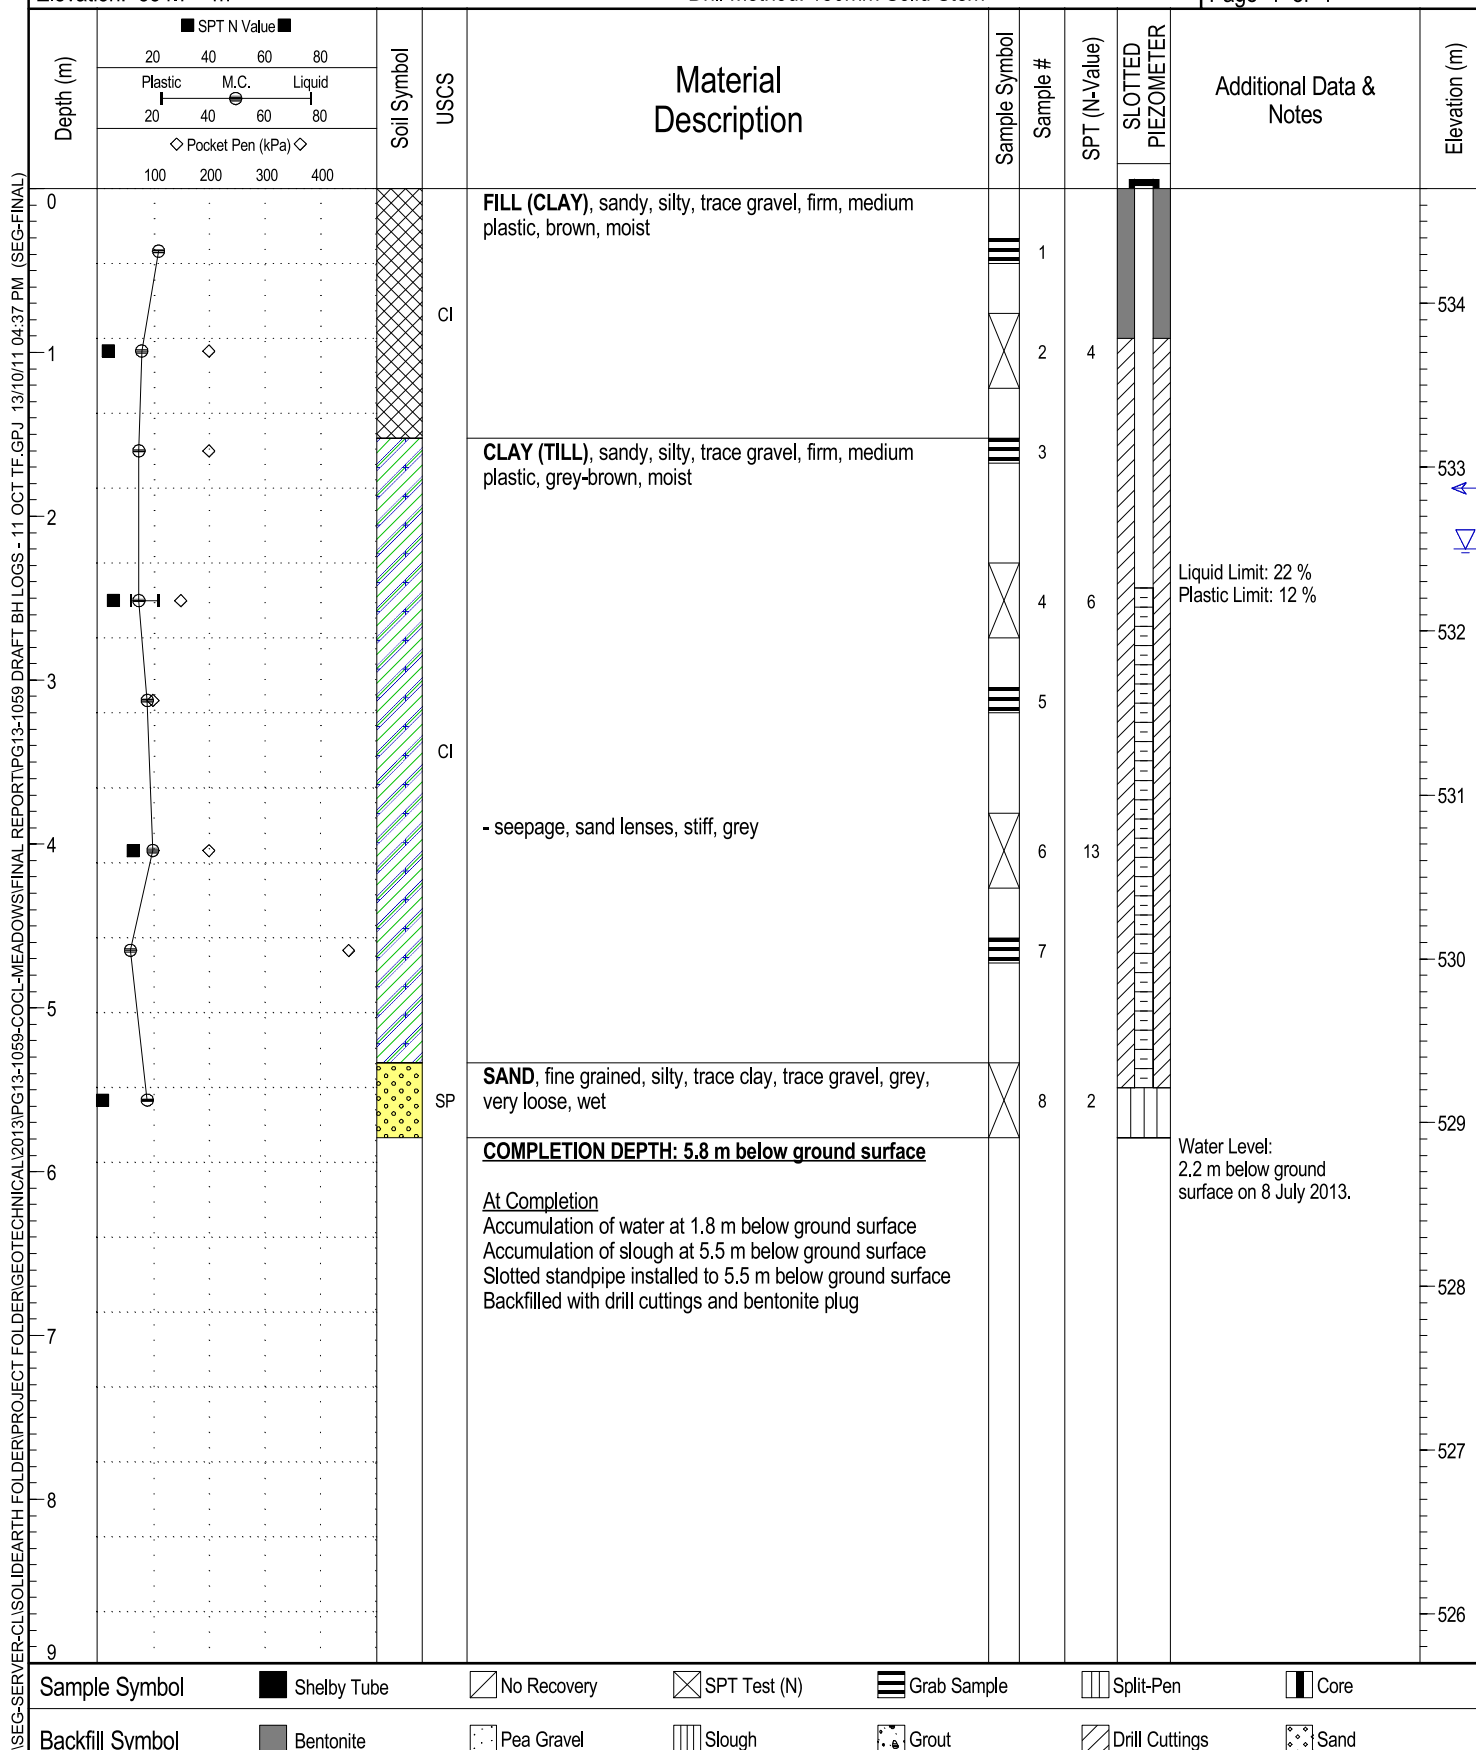 Page 1 of 1
SPT N Value
20 40 60 80
Plastic M.C. Liquid
20 40 60 80
Pocket Pen (kPa)
100 200 300 400
Depth (m)
Soil Symbol
USCS
Material
Description
Sample Symbol
Sample #
SPT (N-Value)
SLOTTED
PIEZOMETER
Additional Data &
Notes
Elevation (m)
0
FILL (CLAY), sandy, silty, trace gravel, firm, medium
plastic, brown, moist
1
CI
534
1
2 4
CLAY (TILL), sandy, silty, trace gravel, firm, medium
plastic, grey-brown, moist
3
533
2
Liquid Limit: 22 %
Plastic Limit: 12 %
4 6
532
3
5
CI
531
- seepage, sand lenses, stiff, grey
4
6 13
7
530
5
SAND, fine grained, silty, trace clay, trace gravel, grey,
very loose, wet
SP
8 2
529
COMPLETION DEPTH: 5.8 m below ground surface
Water Level:
2.2 m below ground
surface on 8 July 2013.
6
At Completion
Accumulation of water at 1.8 m below ground surface
Accumulation of slough at 5.5 m below ground surface
Slotted standpipe installed to 5.5 m below ground surface
Backfilled with drill cuttings and bentonite plug
528
7
527
8
526
9
Sample Symbol Shelby Tube No Recovery SPT Test (N) Grab Sample Split-Pen Core
Backfill Symbol Bentonite Pea Gravel Slough Grout Drill Cuttings Sand
\SEG-SERVER-CL\SOLIDEARTH FOLDER\PROJECT FOLDER\GEOTECHNICAL\2013\PG13-1059-COCL-MEADOWS\FINAL REPORT\PG13-1059 DRAFT BH LOGS - 11 OCT TF.GPJ 13/10/11 04:37 PM (SEG-FINAL)